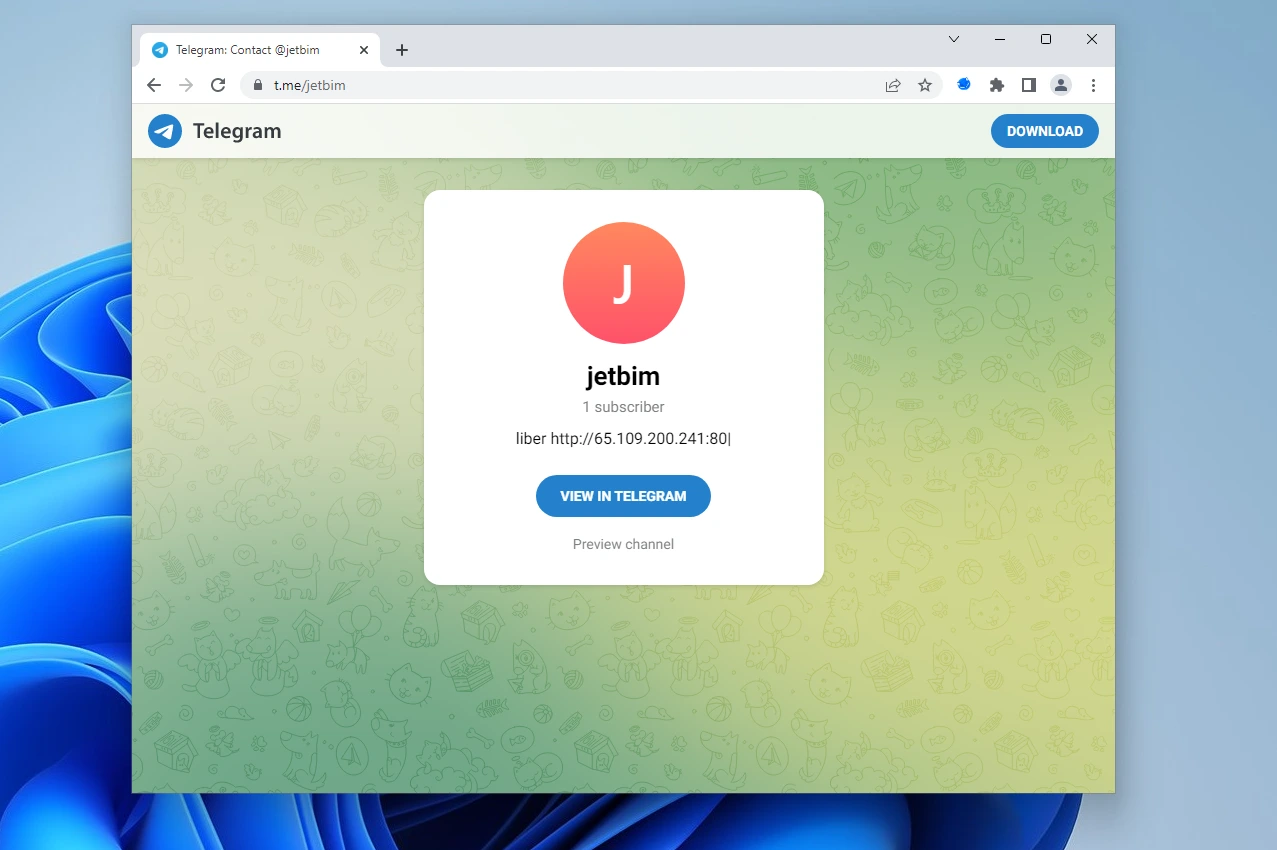 Telegram: Contact @jetbim
t.me/jetbim
Telegram
DOWNLOAD
J
jetbim
1 subscriber
liber http://65.109.200.241:80|
VIEW IN TELEGRAM
Preview channel